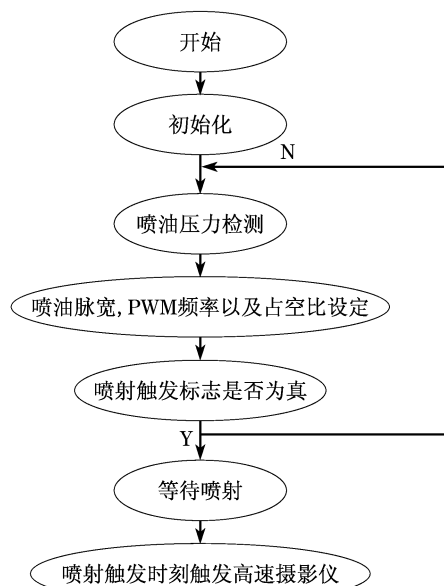 开始
初始化
N
喷油压力检测
喷油脉宽,PWM频率以及占空比设定
喷射触发标志是否为真
Y
等待喷射
喷射触发时刻触发高速摄影仪